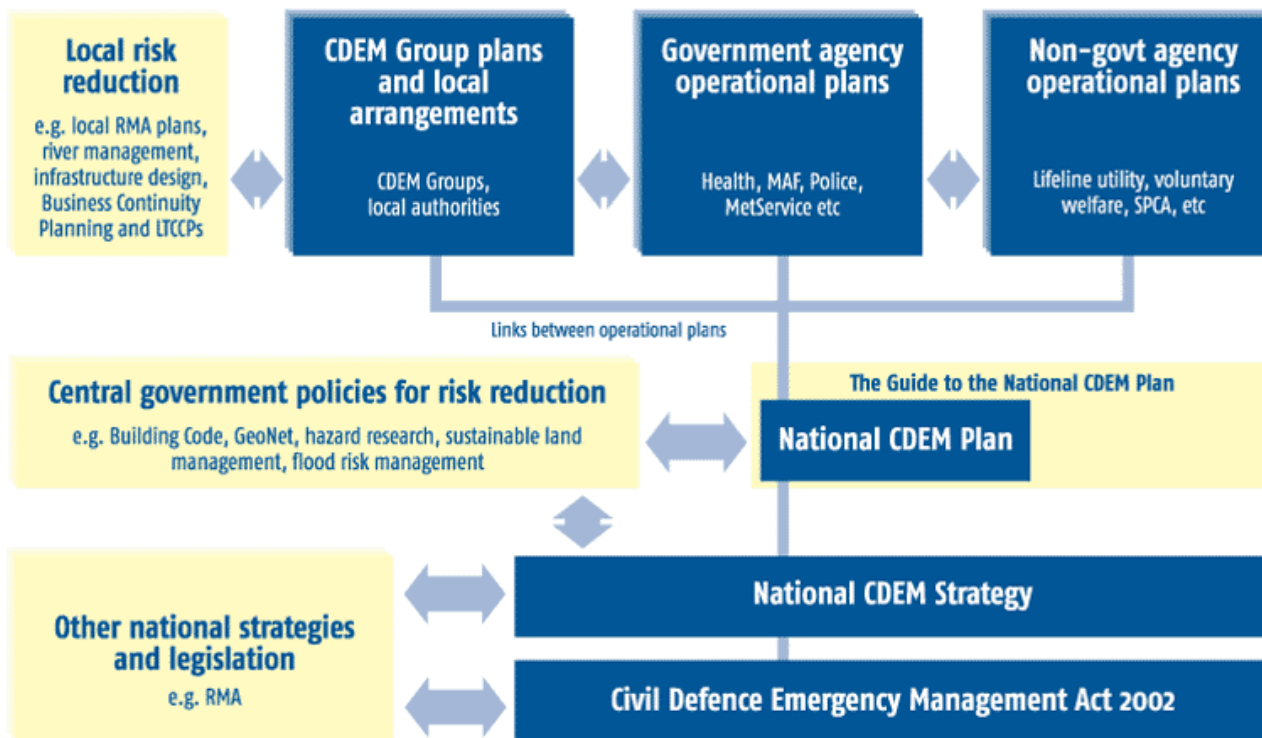 Local risk
reduction
e.g. local RMA plans,
river management,
infrastructure design,
Business Continuity
Planning and LTCCPs
CDEM Group plans
and local
arrangements
CDEM Groups,
local authorities
Government agency
operational plans
Health, MAF, Police,
MetService etc
Non-govt agency
operational plans
Lifeline utility, voluntary
welfare, SPCA, etc
Links between operational plans
Central government policies for risk reduction
e.g. Building Code, GeoNet, hazard research, sustainable land
management, flood risk management
The Guide to the National CDEM Plan
National CDEM Plan
Other national strategies
and legislation
e.g. RMA
National CDEM Strategy
Civil Defence Emergency Management Act 2002